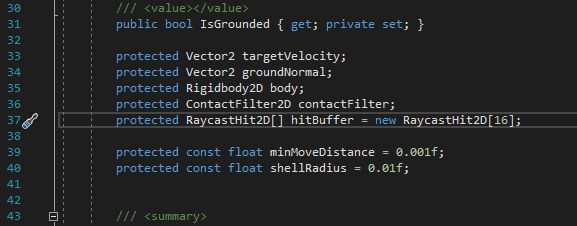 30 /// <value></value>
31 public bool IsGrounded { get; private set; }
32
33 protected Vector2 targetVelocity;
34 protected Vector2 groundNormal;
35 protected Rigidbody2D body;
36 protected ContactFilter2D contactFilter;
37 protected RaycastHit2D[] hitBuffer = new RaycastHit2D[16];
38
39 protected const float minMoveDistance = 0.001f;
40 protected const float shellRadius = 0.01f;
41
42
43 /// <summary>